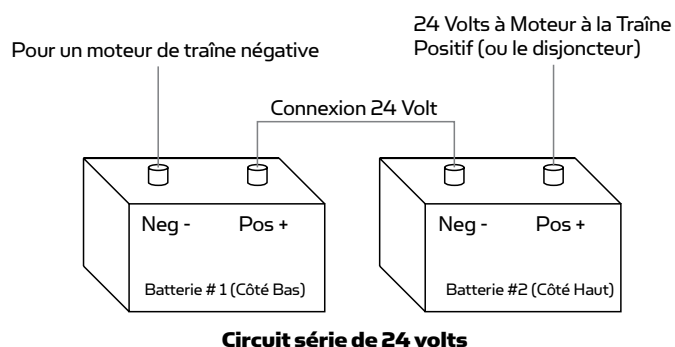 24 Volts à Moteur à la Traîne
Positif (ou le disjoncteur)
Pour un moteur de traîne négative
Connexion 24 Volt
Neg - Pos +
Batterie # 1 (Côté Bas)
Neg - Pos +
Batterie #2 (Côté Haut)
Circuit série de 24 volts